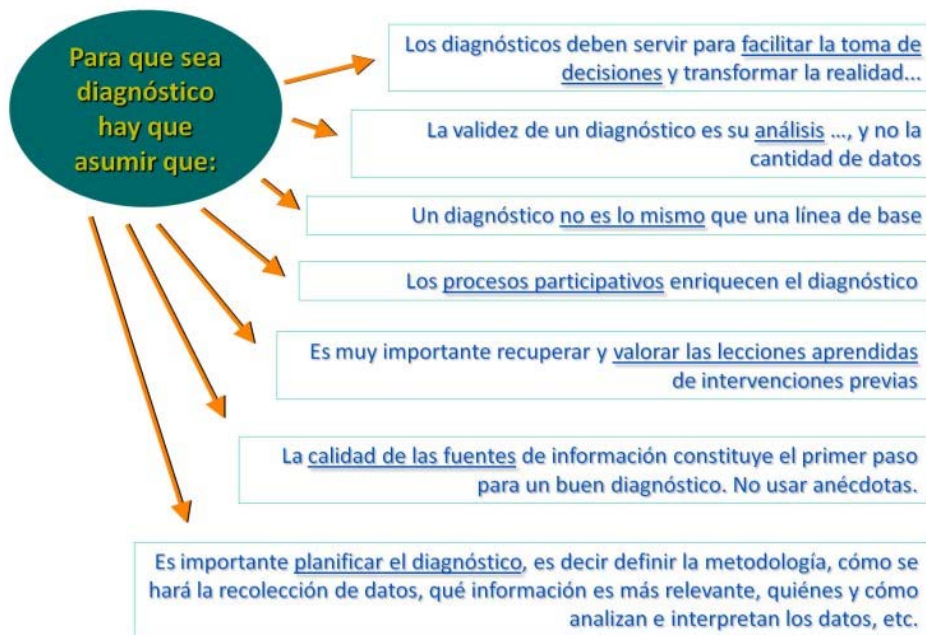 Para que sea
diagnóstico
hay que
asumir que:
Los diagnósticos deben servir para facilitar la toma de
decisiones y transformar la realidad...
La validez de un diagnóstico es su análisis ..., y no la
cantidad de datos
Un diagnóstico no es lo mismo que una línea de base
Los procesos participativos enriquecen el diagnóstico
Es muy importante recuperar y valorar las lecciones aprendidas
de intervenciones previas
La calidad de las fuentes de información constituye el primer paso
para un buen diagnóstico. No usar anécdotas.
Es importante planificar el diagnóstico, es decir definir la metodología, cómo se
hará la recolección de datos, qué información es más relevante, quiénes y cómo
analizan e interpretan los datos, etc.